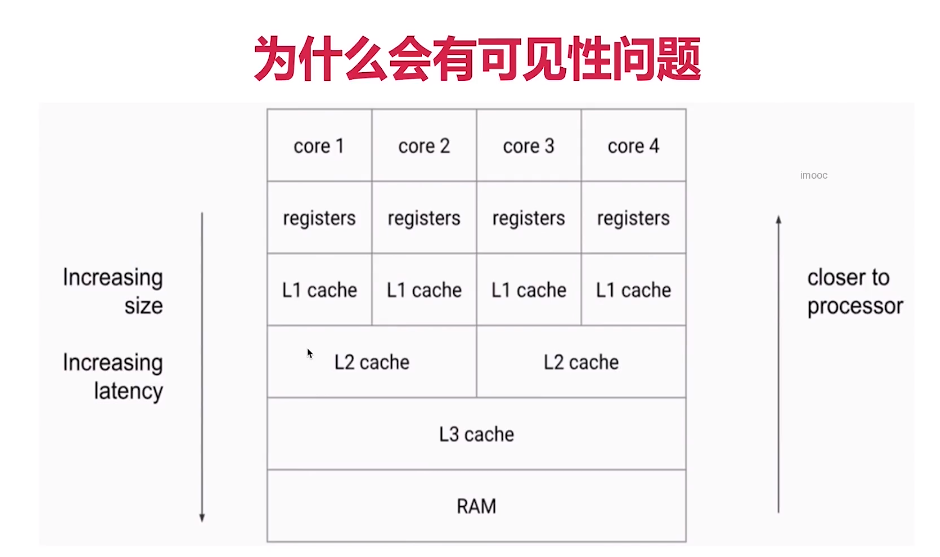 为什么会有可见性问题
core 1 core 2 core 3 core 4
imooc
registers registers registers registers
Increasing
size
closer to
processor
L1 cache L1 cache L1 cache L1 cache
Increasing
latency
L2 cache L2 cache
L3 cache
RAM